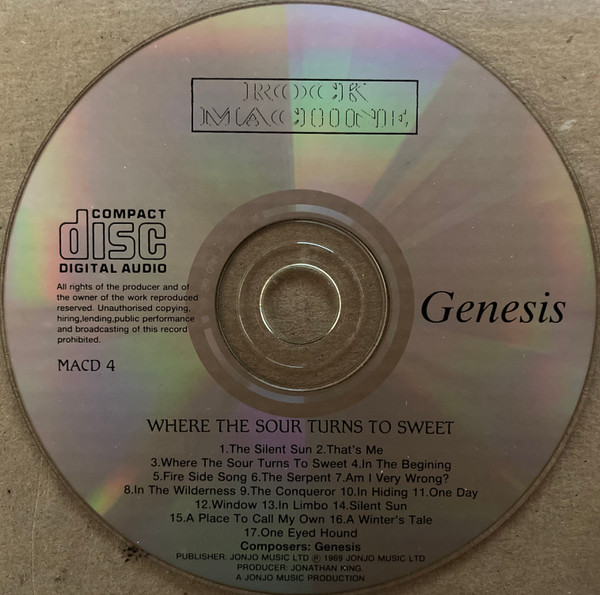 ROCK
MACHINE
COMPACT
disc
DIGITAL AUDIO
All rights of the producer and of
the owner of the work reproduced
reserved. Unauthorised copying,
hiring,lending,public performance
and broadcasting of this record
prohibited.
MACD 4
Genesis
WHERE THE SOUR TURNS TO SWEET
1.The Silent Sun 2.That's Me
3.Where The Sour Turns To Sweet 4.In The Begining
5.Fire Side Song 6.The Serpent 7.Am I Very Wrong?
8.In The Wilderness 9.The Conqueror 10.In Hiding 11.One Day
12.Window 13.In Limbo 14.Silent Sun
15.A Place To Call My Own 16.A Winter's Tale
17.One Eyed Hound
Composers: Genesis
PUBLISHER: JONJO MUSIC LTD ℗ 1969 JONJO MUSIC LTD
PRODUCER: JONATHAN KING.
A JONJO MUSIC PRODUCTION